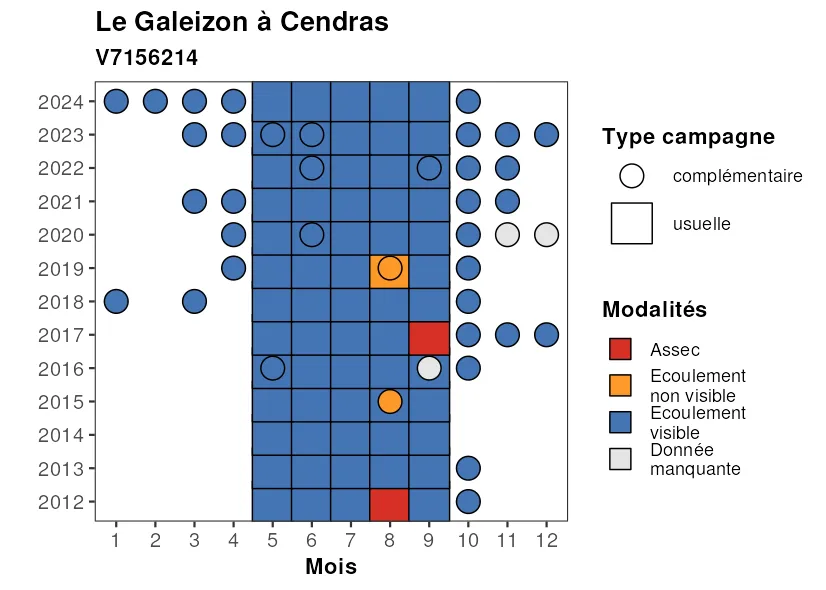 Le Galeizon à Cendras
V7156214
2024
2023
2022
2021
2020
2019
2018
2017
2016
2015
2014
2013
2012
1 2 3 4 5 6 7 8 9 10 11 12
Mois
Type campagne
complémentaire
usuelle
Modalités
Assec
Ecoulement
non visible
Ecoulement
visible
Donnée
manquante